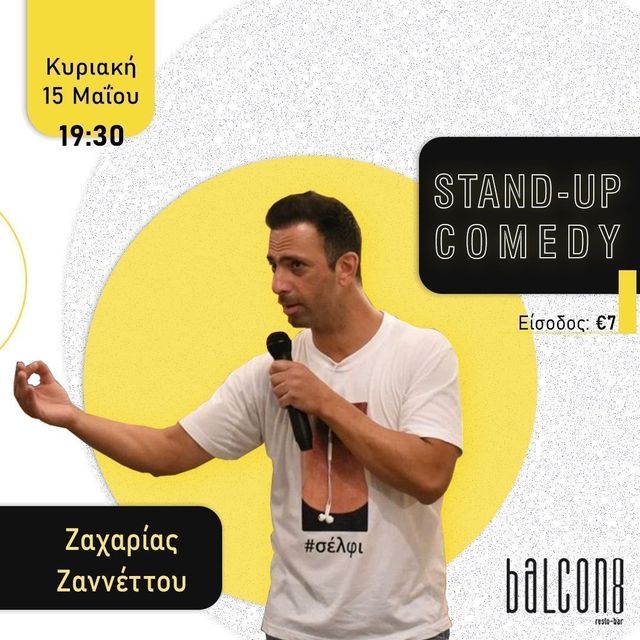 Κυριακή
15 Μαΐου
19:30
STAND-UP
COMEDY
Είσοδος: €7
#σέλφι
Ζαχαρίας
Ζαννέττου
balcon8
resto-bar